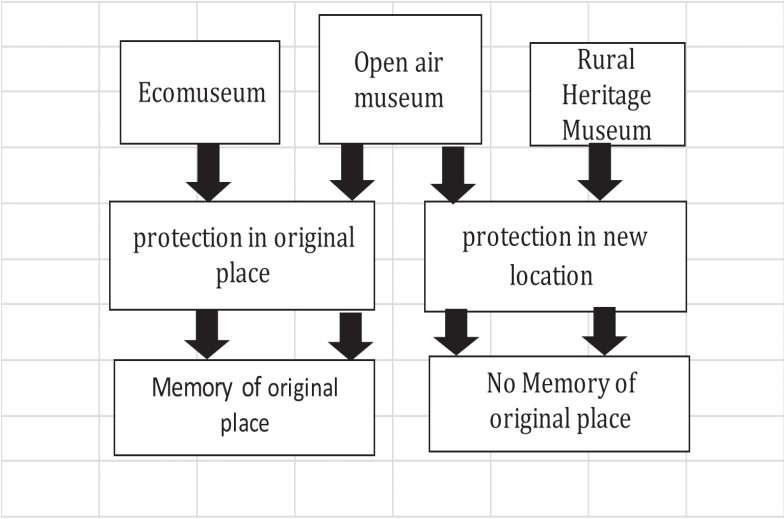 Ecomuseum
Open air
museum
Rural
Heritage
Museum
protection in original
place
protection in new
location
Memory of original
place
No Memory of
original place